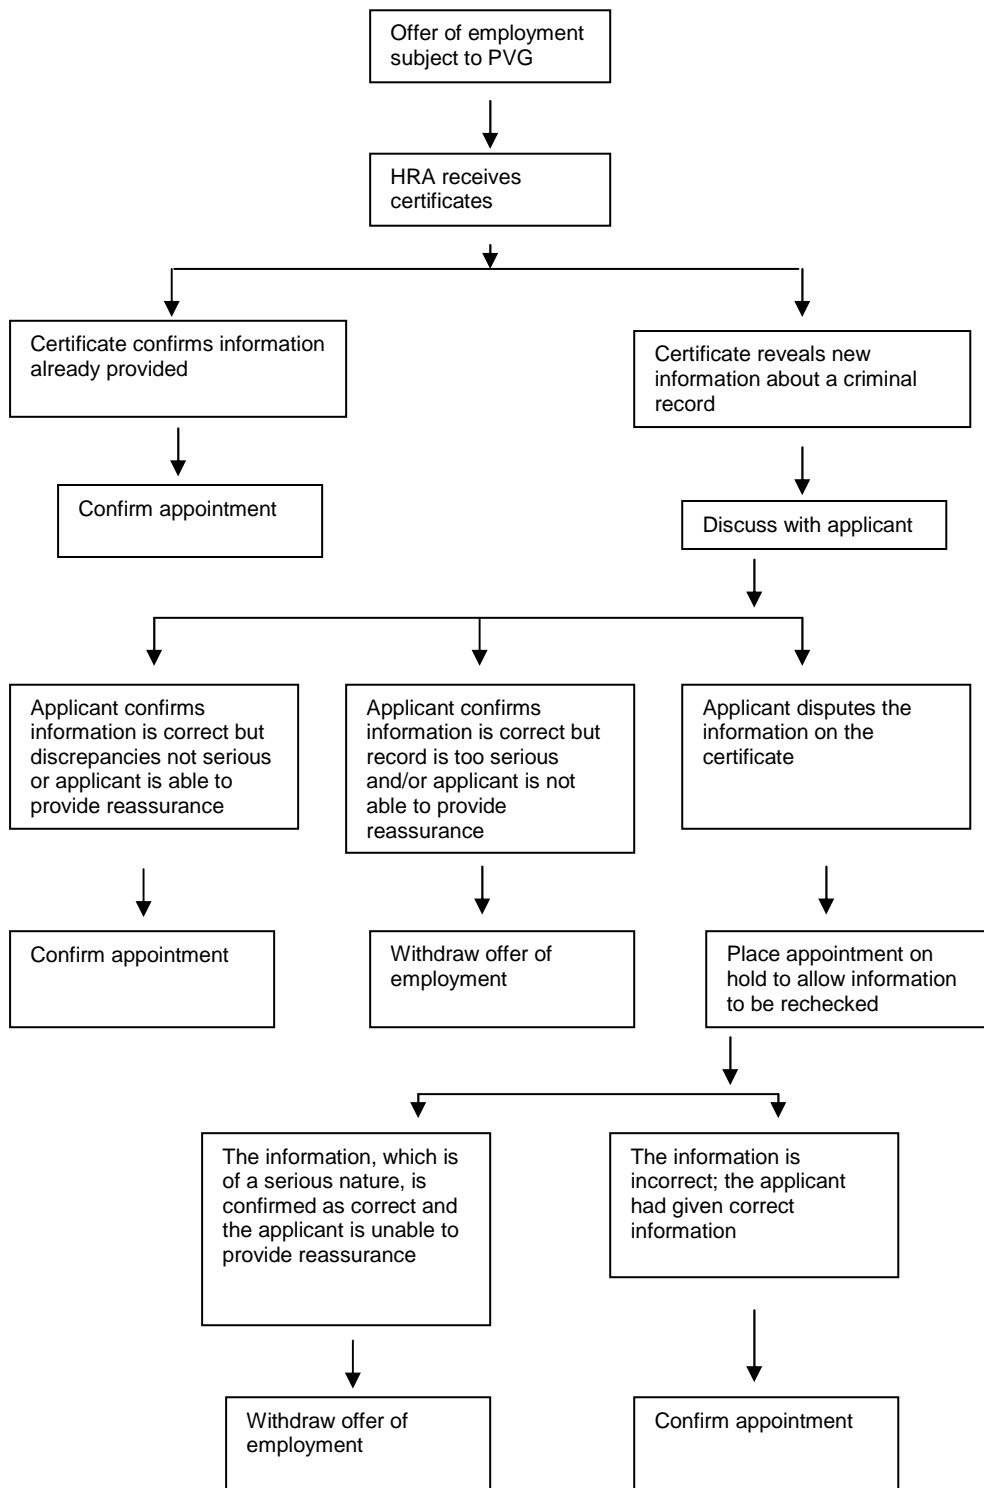 Offer of employment
subject to PVG
HRA receives
certificates
Certificate confirms information
already provided
Certificate reveals new
information about a criminal
record
Confirm appointment
Discuss with applicant
Applicant confirms
information is correct but
discrepancies not serious
or applicant is able to
provide reassurance
Applicant confirms
information is correct but
record is too serious
and/or applicant is not
able to provide
reassurance
Applicant disputes the
information on the
certificate
Confirm appointment
Withdraw offer of
employment
Place appointment on
hold to allow information
to be rechecked
The information, which is
of a serious nature, is
confirmed as correct and
the applicant is unable to
provide reassurance
The information is
incorrect; the applicant
had given correct
information
Withdraw offer of
employment
Confirm appointment